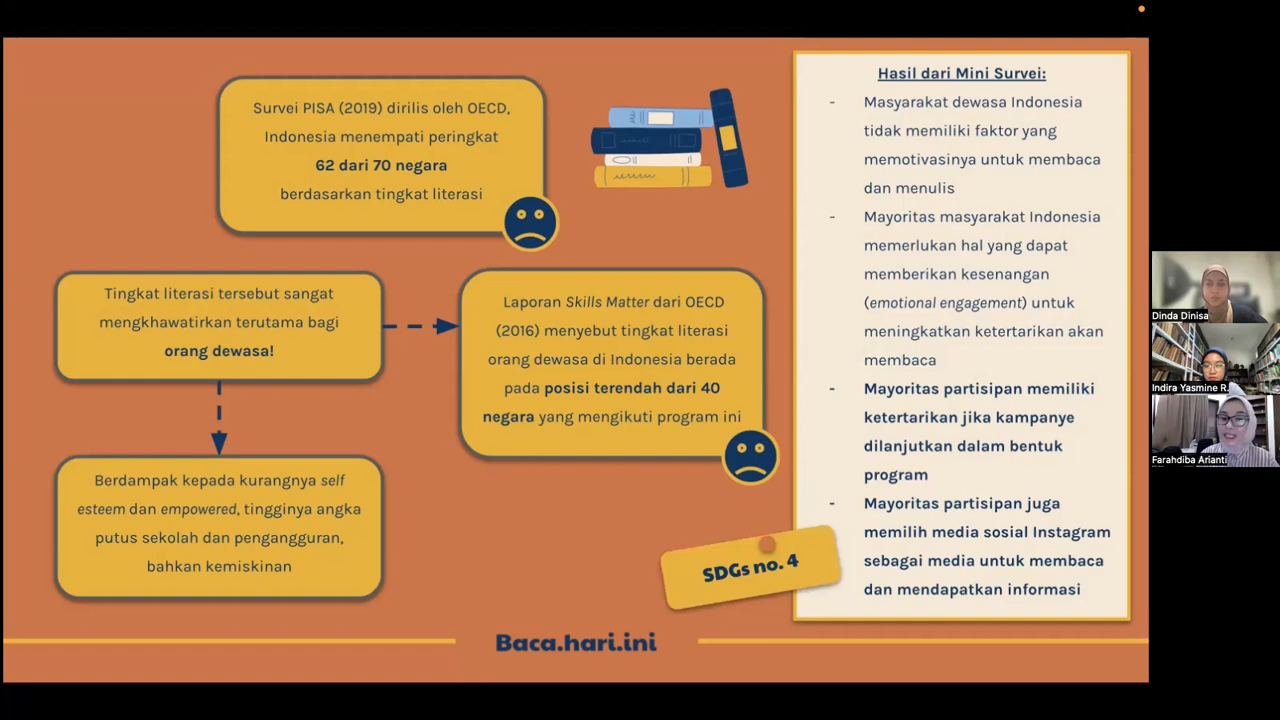 Survei PISA (2019) dirilis oleh OECD,
Indonesia menempati peringkat
62 dari 70 negara
berdasarkan tingkat literasi
Tingkat literasi tersebut sangat
mengkhawatirkan terutama bagi
orang dewasa!
Laporan Skills Matter dari OECD
(2016) menyebut tingkat literasi
orang dewasa di Indonesia berada
pada posisi terendah dari 40
negara yang mengikuti program ini
Berdampak kepada kurangnya self
esteem dan empowered, tingginya angka
putus sekolah dan pengangguran,
bahkan kemiskinan
SDGs no. 4
Baca.hari.ini
Hasil dari Mini Survei:
- Masyarakat dewasa Indonesia
tidak memiliki faktor yang
memotivasinya untuk membaca
dan menulis
- Mayoritas masyarakat Indonesia
memerlukan hal yang dapat
memberikan kesenangan
(emotional engagement) untuk
meningkatkan ketertarikan akan
membaca
- Mayoritas partisipan memiliki
ketertarikan jika kampanye
dilanjutkan dalam bentuk
program
- Mayoritas partisipan juga
memilih media sosial Instagram
sebagai media untuk membaca
dan mendapatkan informasi
Dinda Dinisa
Indira Yasmine R.
Farahdiba Arianti